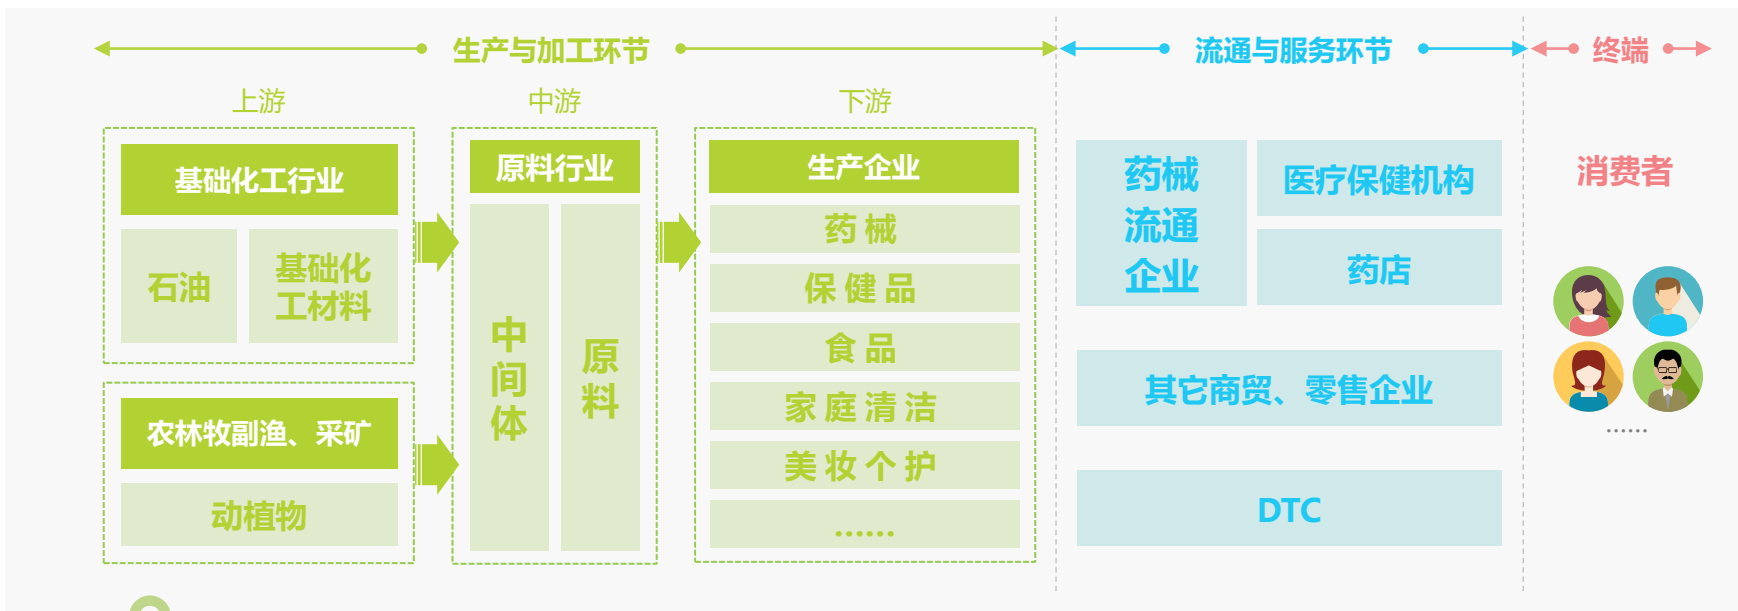 生产与加工环节
流通与服务环节
终端
上游
中游
下游
基础化工行业
石油
基础化
工材料
农林牧副渔、采矿
动植物
原料行业
中
间
体
原
料
生产企业
药械
保健品
食品
家庭清洁
美妆个护
......
药械
流通
企业
医疗保健机构
药店
其它商贸、零售企业
DTC
消费者
......